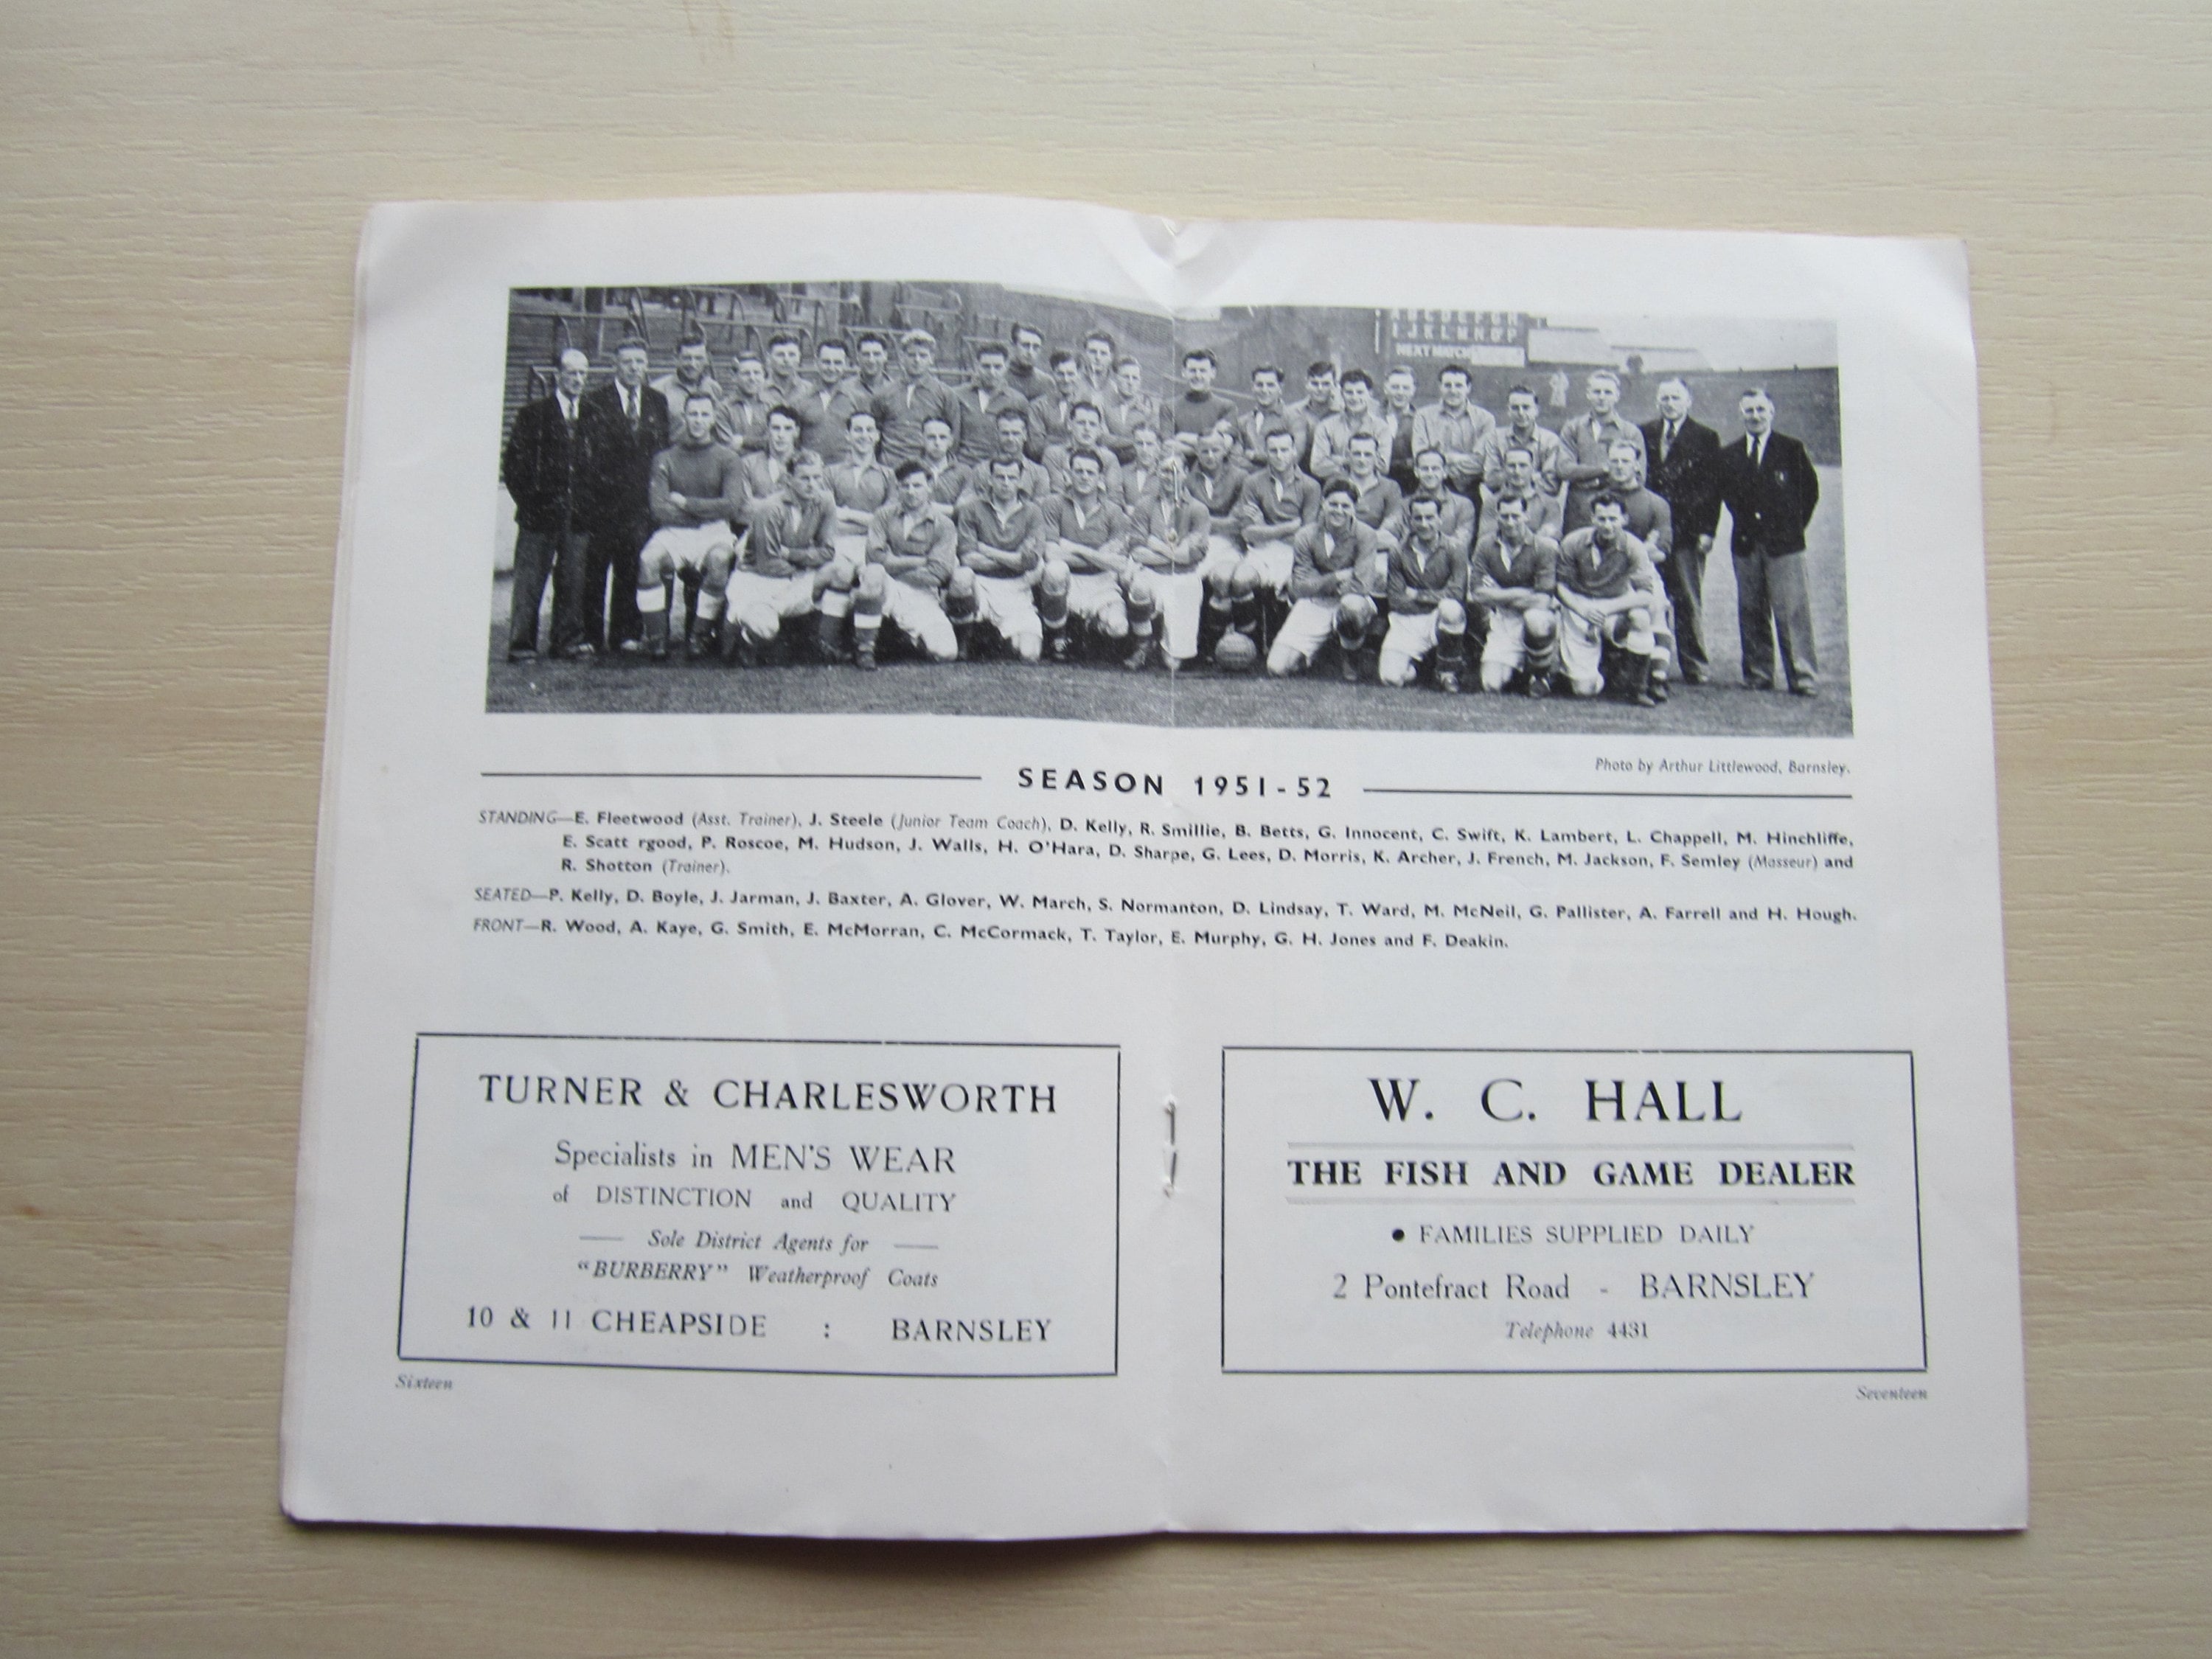 NEXT MATCH
Photo by Arthur Littlewood, Barnsley.
SEASON 1951-52
STANDING—E. Fleetwood (Asst. Trainer), J. Steele (Junior Team Coach), D. Kelly, R. Smillie, B. Betts, G. Innocent, C. Swift, K. Lambert, L. Chappell, M. Hinchliffe,
E. Scatt rgood, P. Roscoe, M. Hudson, J. Walls, H. O'Hara, D. Sharpe, G. Lees, D. Morris, K. Archer, J. French, M. Jackson, F. Semley (Masseur) and
R. Shotton (Trainer).
SEATED—P. Kelly, D. Boyle, J. Jarman, J. Baxter, A. Glover, W. March, S. Normanton, D. Lindsay, T. Ward, M. McNeil, G. Pallister, A. Farrell and H. Hough.
FRONT—R. Wood, A. Kaye, G. Smith, E. McMorran, C. McCormack, T. Taylor, E. Murphy, G. H. Jones and F. Deakin.
TURNER & CHARLESWORTH
Specialists in MEN'S WEAR
of DISTINCTION and QUALITY
Sole District Agents for
"BURBERRY" Weatherproof Coats
10 & 11 CHEAPSIDE : BARNSLEY
Sixteen
W. C. HALL
THE FISH AND GAME DEALER
● FAMILIES SUPPLIED DAILY
2 Pontefract Road - BARNSLEY
Telephone 4431
Seventeen